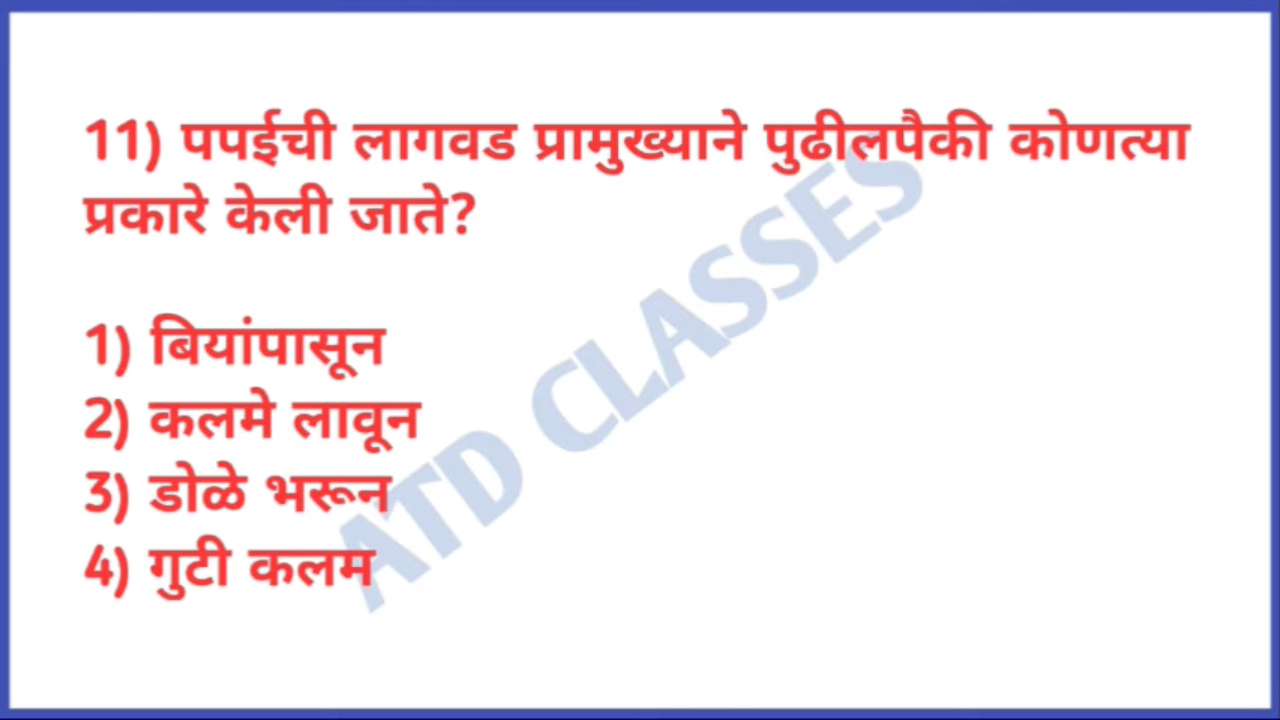 11) पपईची लागवड प्रामुख्याने पुढीलपैकी कोणत्या
प्रकारे केली जाते?
1) बियांपासून
2) कलमे लावून
3) डोळे भरून
4) गुटी कलम
ATD CLASSES